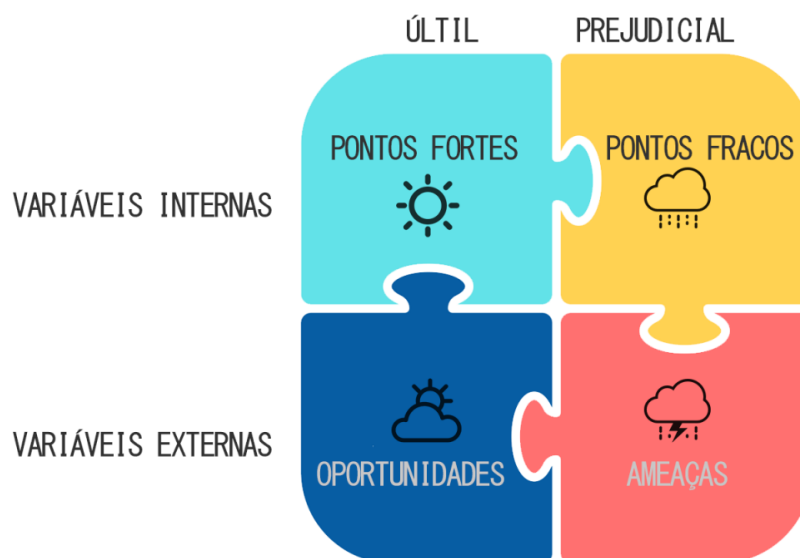 ÚLTIL PREJUDICIAL
PONTOS FORTES PONTOS FRACOS
VARIÁVEIS INTERNAS
VARIÁVEIS EXTERNAS
OPORTUNIDADES AMEAÇAS